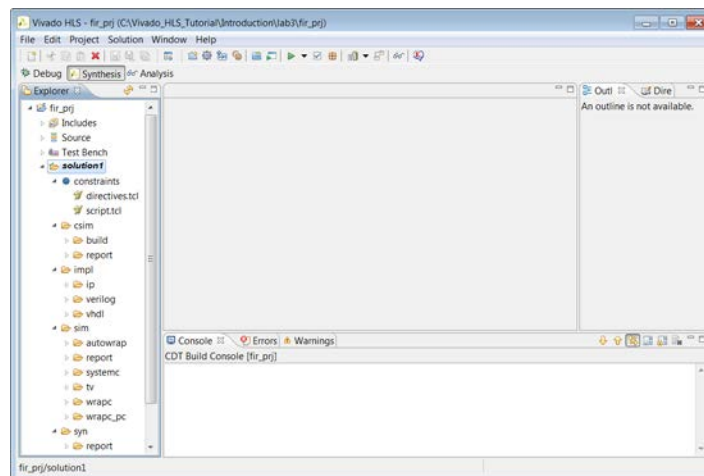 Vivado HLS - fir_prj (C:\Vivado_HLS_Tutorial\Introduction\lab3\fir_prj)
File Edit Project Solution Window Help
Debug Synthesis Analysis
Explorer
fir_prj
Includes
Source
Test Bench
solution1
constraints
directives.tcl
script.tcl
csim
build
report
impl
ip
verilog
vhdl
sim
autowrap
report
systemc
tv
wrapc
wrapc_pc
syn
report
Outl Dire
An outline is not available.
Console Errors Warnings
CDT Build Console [fir_prj]
fir_prj/solution1